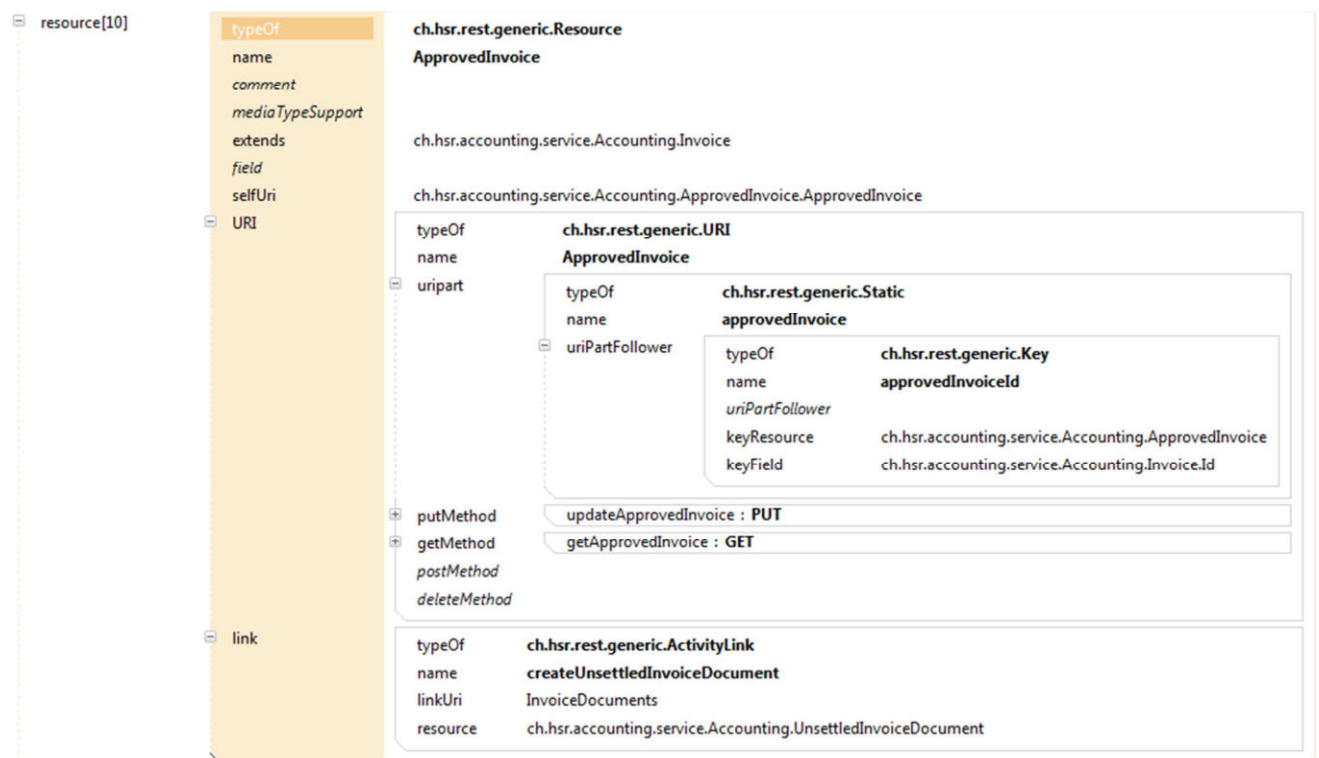 resource[10]
typeOf ch.hsr.rest.generic.Resource
name ApprovedInvoice
comment
mediaTypeSupport
extends ch.hsr.accounting.service.Accounting.Invoice
field
selfUri ch.hsr.accounting.service.Accounting.ApprovedInvoice.ApprovedInvoice
URI
typeOf ch.hsr.rest.generic.URI
name ApprovedInvoice
uripart
typeOf ch.hsr.rest.generic.Static
name approvedInvoice
uriPartFollower
typeOf ch.hsr.rest.generic.Key
name approvedInvoiceId
uriPartFollower
keyResource ch.hsr.accounting.service.Accounting.ApprovedInvoice
keyField ch.hsr.accounting.service.Accounting.Invoice.Id
putMethod updateApprovedInvoice : PUT
getMethod getApprovedInvoice : GET
postMethod
deleteMethod
link
typeOf ch.hsr.rest.generic.ActivityLink
name createUnsettledInvoiceDocument
linkUri InvoiceDocuments
resource ch.hsr.accounting.service.Accounting.UnsettledInvoiceDocument